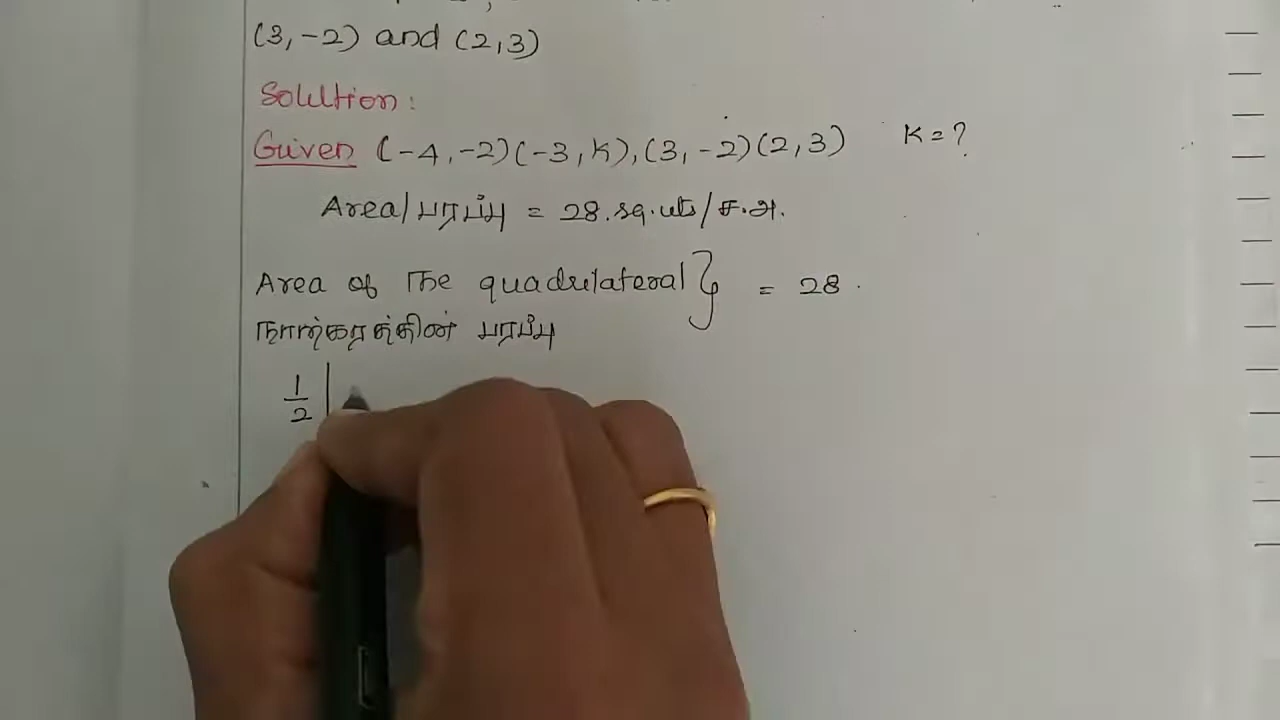 (3,-2) and (2,3)
Solution:
Given (-4,-2)(-3,k),(3,-2)(2,3) K=?
Area/பரப்பு = 28.sq.uts/ச.அ.
Area of The quadrilateral } = 28.
நாற்கரத்தின் பரப்பு
1/2 |